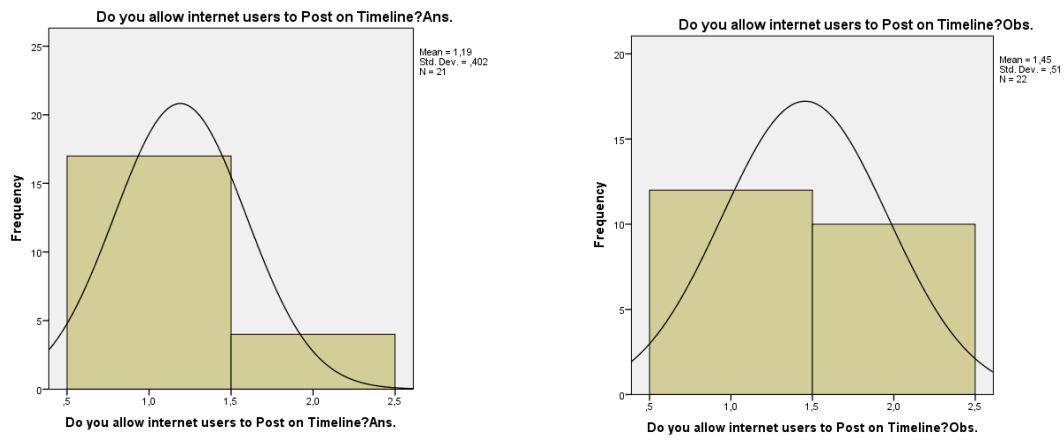 Do you allow internet users to Post on Timeline?Ans.
Mean = 1,19
Std. Dev. = ,402
N = 21
25
20
15
10
5
0
Frequency
,5 1,0 1,5 2,0 2,5
Do you allow internet users to Post on Timeline?Ans.
Do you allow internet users to Post on Timeline?Obs.
Mean = 1,45
Std. Dev. = ,51
N = 22
20
15
10
5
0
Frequency
,5 1,0 1,5 2,0 2,5
Do you allow internet users to Post on Timeline?Obs.